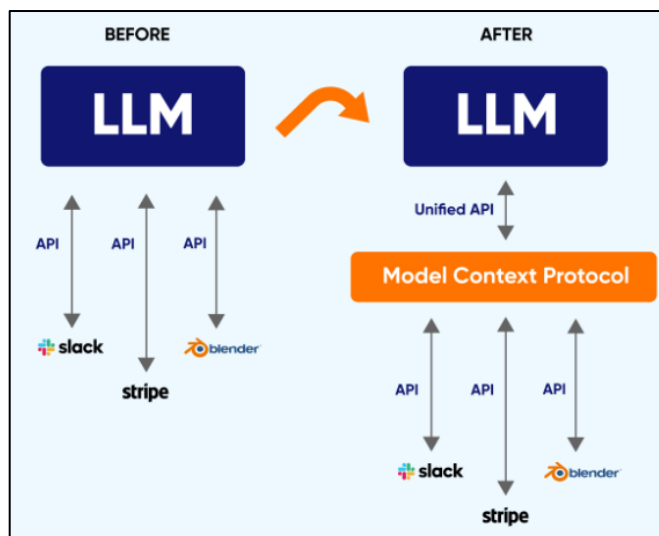 BEFORE
LLM
API
API
API
slack
blender
stripe
AFTER
LLM
Unified API
Model Context Protocol
API
API
API
slack
blender
stripe